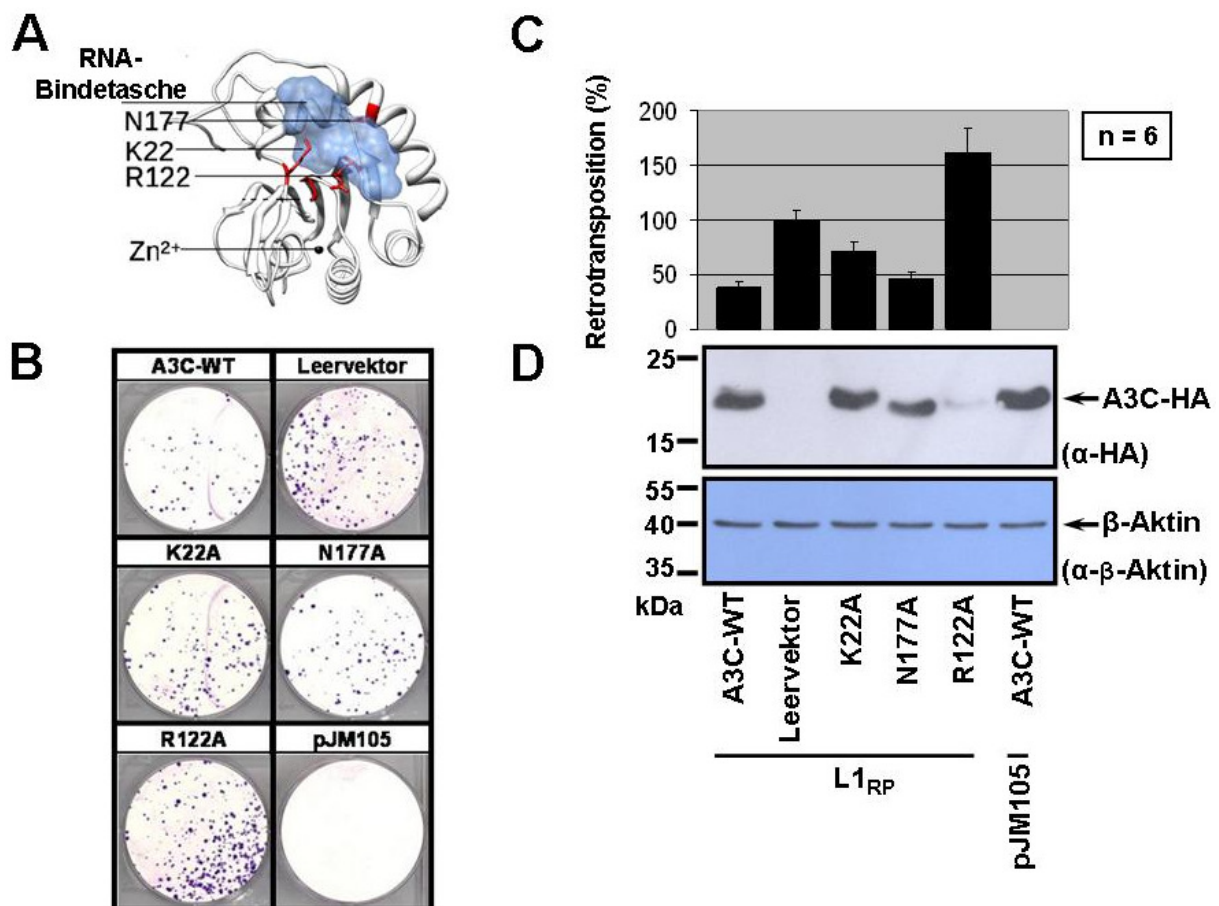 A
RNA-
Bindetasche
N177
K22
R122
Zn²⁺
B
A3C-WT
Leervektor
K22A
N177A
R122A
pJM105
C
Retrotransposition (%)
200
150
100
50
0
n = 6
D
25
15
A3C-HA
(α-HA)
55
40
35
β-Aktin
(α-β-Aktin)
kDa
A3C-WT
Leervektor
K22A
N177A
R122A
A3C-WT
L1RP
pJM105